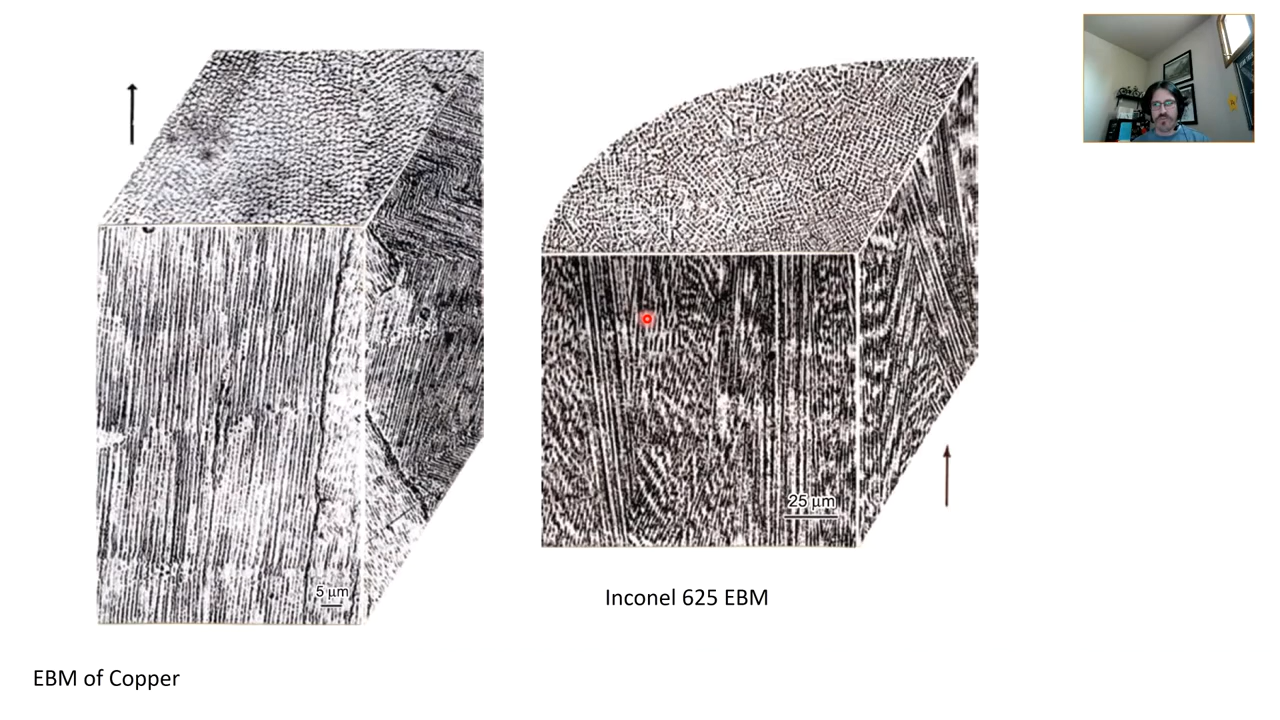 5 μm
25 μm
Inconel 625 EBM
EBM of Copper